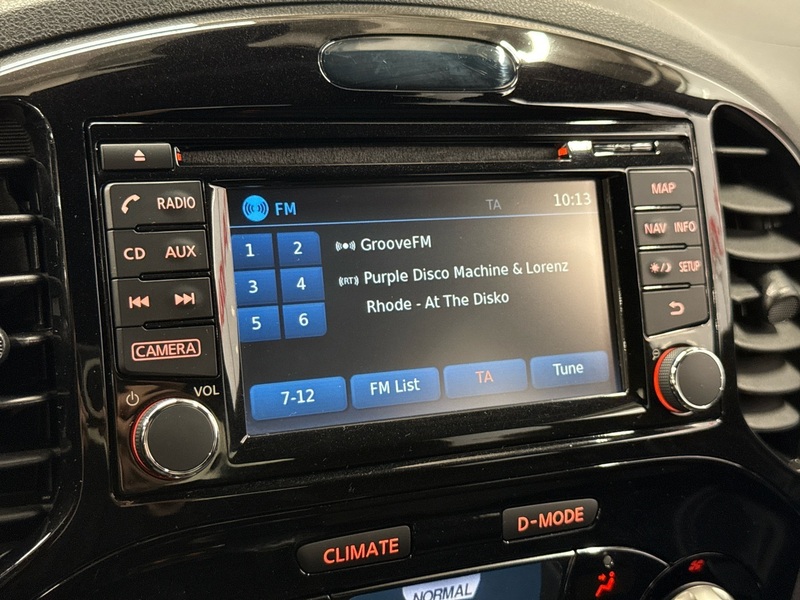 RADIO
CD AUX
CAMERA
VOL
FM TA 10:13
1 2
3 4
5 6
GrooveFM
(RT) Purple Disco Machine & Lorenz
Rhode - At The Disko
7-12 FM List TA Tune
MAP
NAV INFO
SETUP
CLIMATE
D-MODE
NORMAL